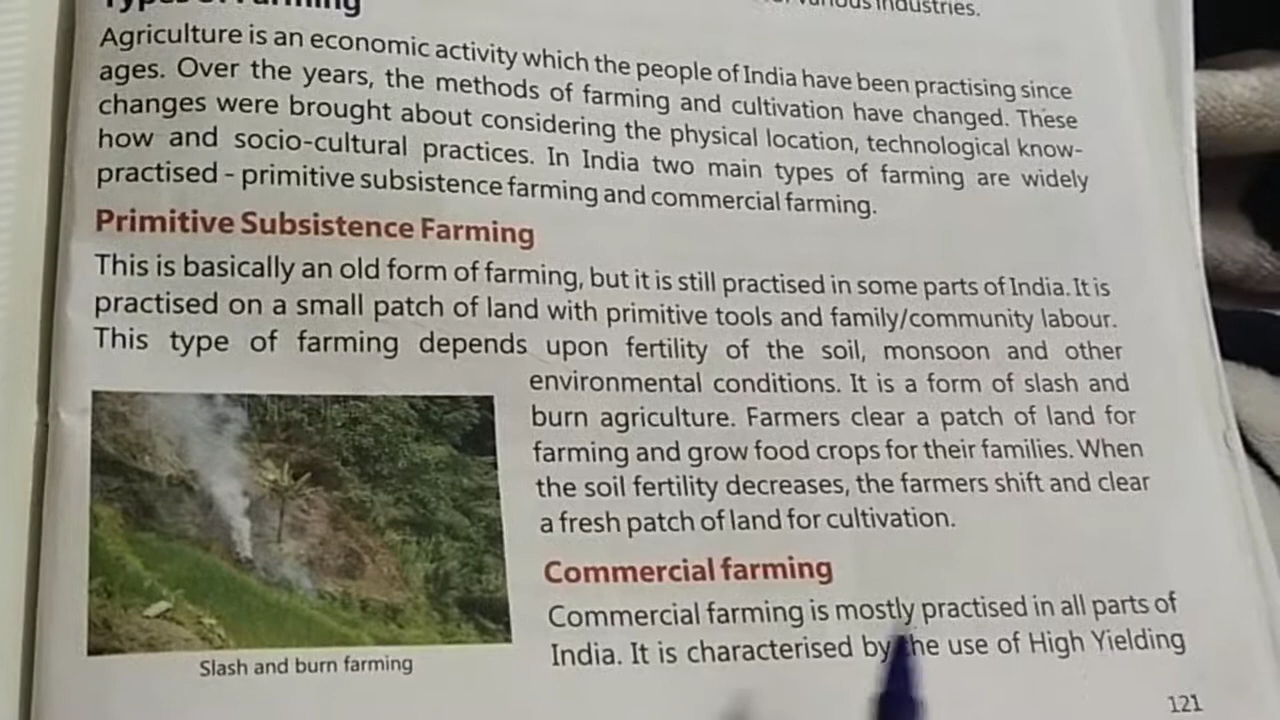 Types of Farming
various industries.
Agriculture is an economic activity which the people of India have been practising since
ages. Over the years, the methods of farming and cultivation have changed. These
changes were brought about considering the physical location, technological know-
how and socio-cultural practices. In India two main types of farming are widely
practised - primitive subsistence farming and commercial farming.
Primitive Subsistence Farming
This is basically an old form of farming, but it is still practised in some parts of India. It is
practised on a small patch of land with primitive tools and family/community labour.
This type of farming depends upon fertility of the soil, monsoon and other
environmental conditions. It is a form of slash and
burn agriculture. Farmers clear a patch of land for
farming and grow food crops for their families. When
the soil fertility decreases, the farmers shift and clear
a fresh patch of land for cultivation.
Slash and burn farming
Commercial farming
Commercial farming is mostly practised in all parts of
India. It is characterised by the use of High Yielding
121